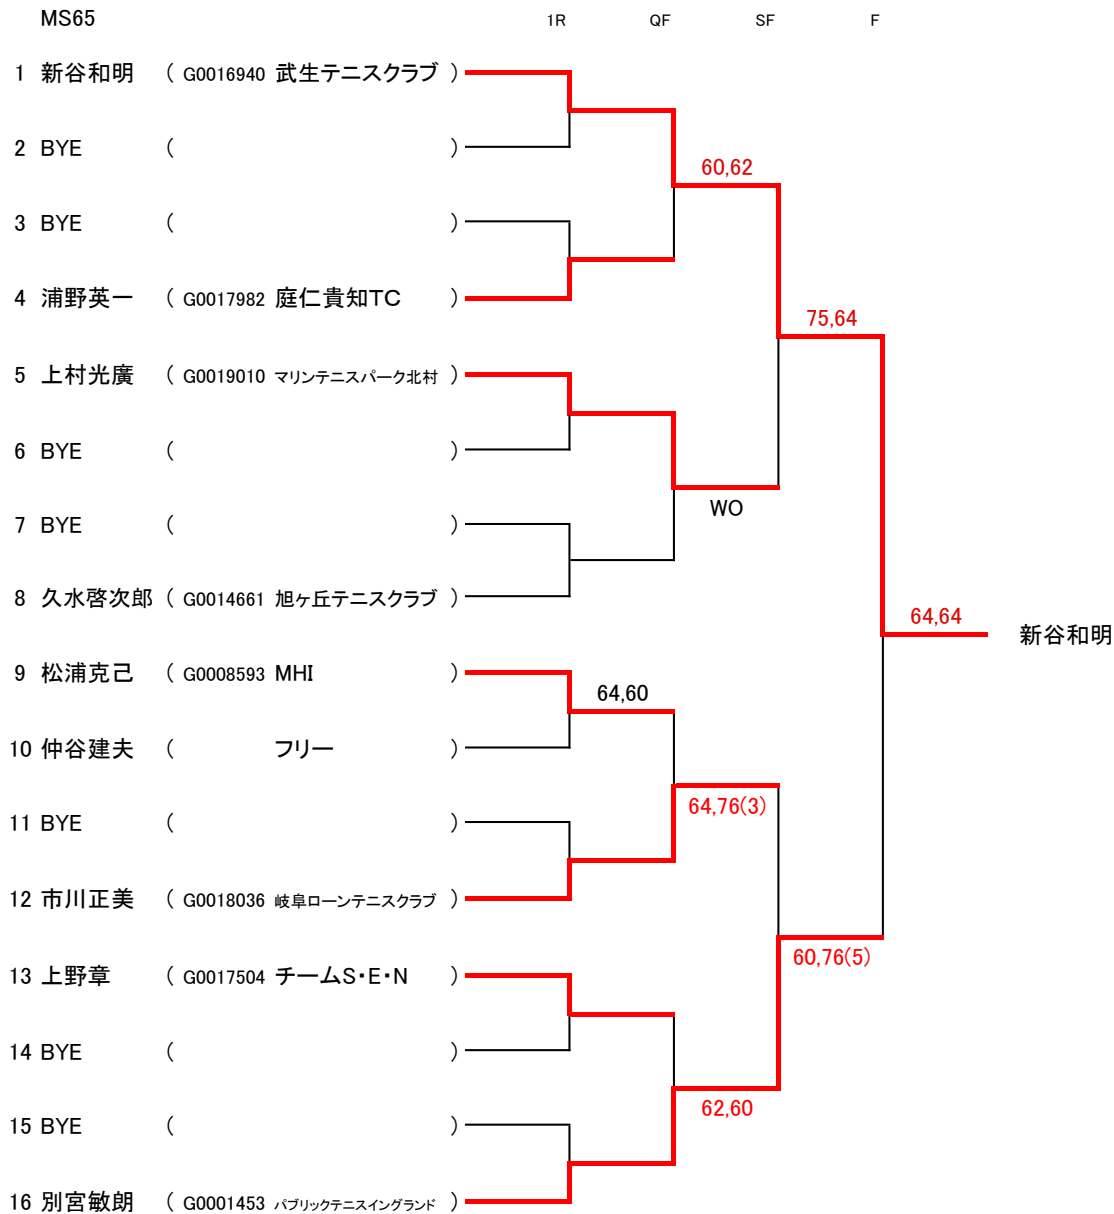 MS65 1R QF SF F
1 新谷和明 ( G0016940 武生テニスクラブ )
2 BYE ( )
60,62
3 BYE ( )
4 浦野英一 ( G0017982 庭仁貴知TC )
75,64
5 上村光廣 ( G0019010 マリンテニスパーク北村 )
6 BYE ( )
WO
7 BYE ( )
8 久水啓次郎 ( G0014661 旭ヶ丘テニスクラブ )
64,64 新谷和明
9 松浦克己 ( G0008593 MHI )
64,60
10 仲谷建夫 ( フリー )
64,76(3)
11 BYE ( )
12 市川正美 ( G0018036 岐阜ローンテニスクラブ )
60,76(5)
13 上野章 ( G0017504 チームS・E・N )
14 BYE ( )
62,60
15 BYE ( )
16 別宮敏朗 ( G0001453 パブリックテニスイングランド )